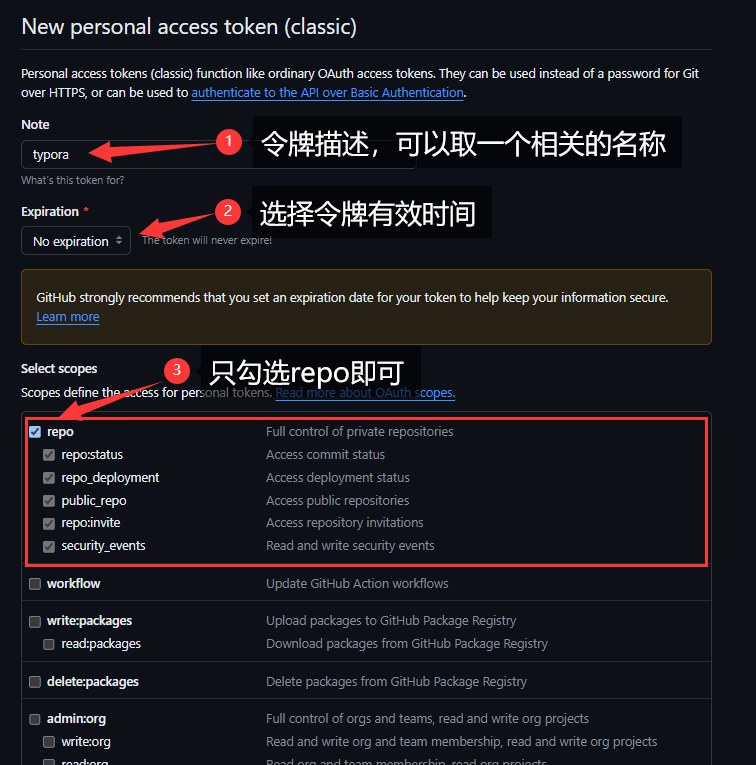 New personal access token (classic)
Personal access tokens (classic) function like ordinary OAuth access tokens. They can be used instead of a password for Git
over HTTPS, or can be used to authenticate to the API over Basic Authentication.
Note
1 令牌描述，可以取一个相关的名称
typora
What's this token for?
Expiration *
2 选择令牌有效时间
No expiration
The token will never expire!
GitHub strongly recommends that you set an expiration date for your token to help keep your information secure.
Learn more
Select scopes
3 只勾选repo即可
Scopes define the access for personal tokens. Read more about OAuth scopes.
repo Full control of private repositories
repo:status Access commit status
repo_deployment Access deployment status
public_repo Access public repositories
repo:invite Access repository invitations
security_events Read and write security events
workflow Update GitHub Action workflows
write:packages Upload packages to GitHub Package Registry
read:packages Download packages from GitHub Package Registry
delete:packages Delete packages from GitHub Package Registry
admin:org Full control of orgs and teams, read and write org projects
write:org Read and write org and team membership, read and write org projects
read:org Read org and team membership, read org projects